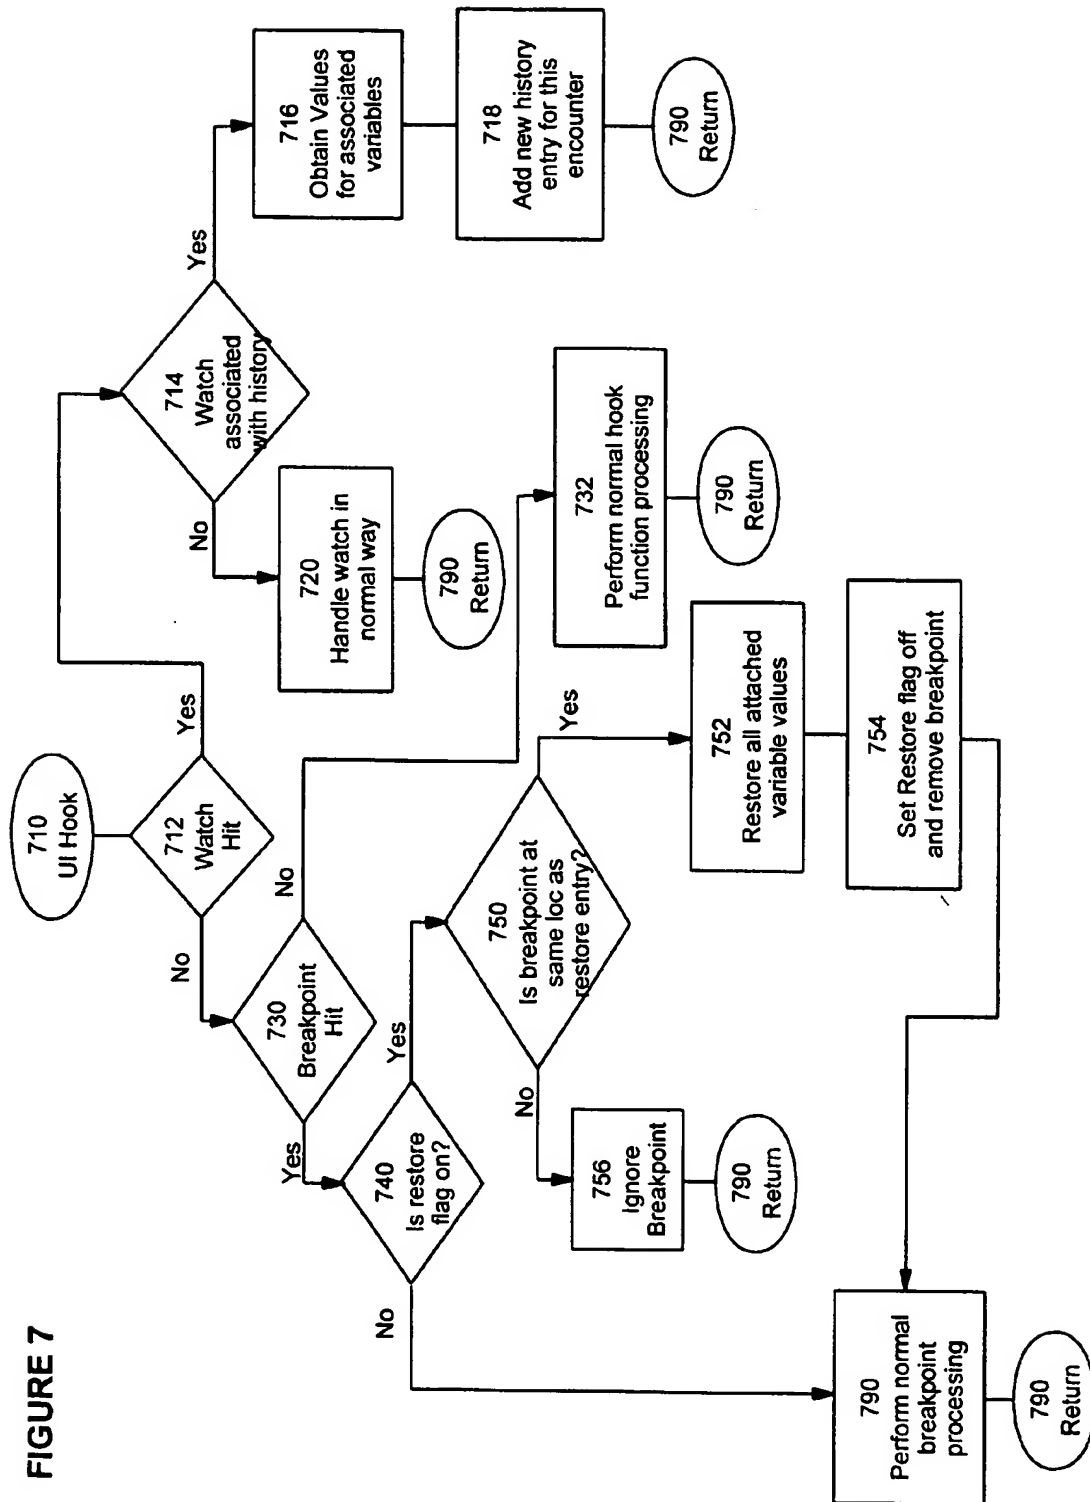 FIGURE 7
710
UI Hook
712
Watch
Hit
Yes
No
714
Watch
associated
with history
Yes
No
716
Obtain Values
for associated
variables
718
Add new history
entry for this
encounter
790
Return
720
Handle watch in
normal way
790
Return
730
Breakpoint
Hit
No
Yes
732
Perform normal hook
function processing
790
Return
740
Is restore
flag on?
Yes
No
750
Is breakpoint at
same loc as
restore entry?
Yes
No
752
Restore all attached
variable values
754
Set Restore flag off
and remove breakpoint
756
Ignore
Breakpoint
790
Return
790
Perform normal
breakpoint
processing
790
Return